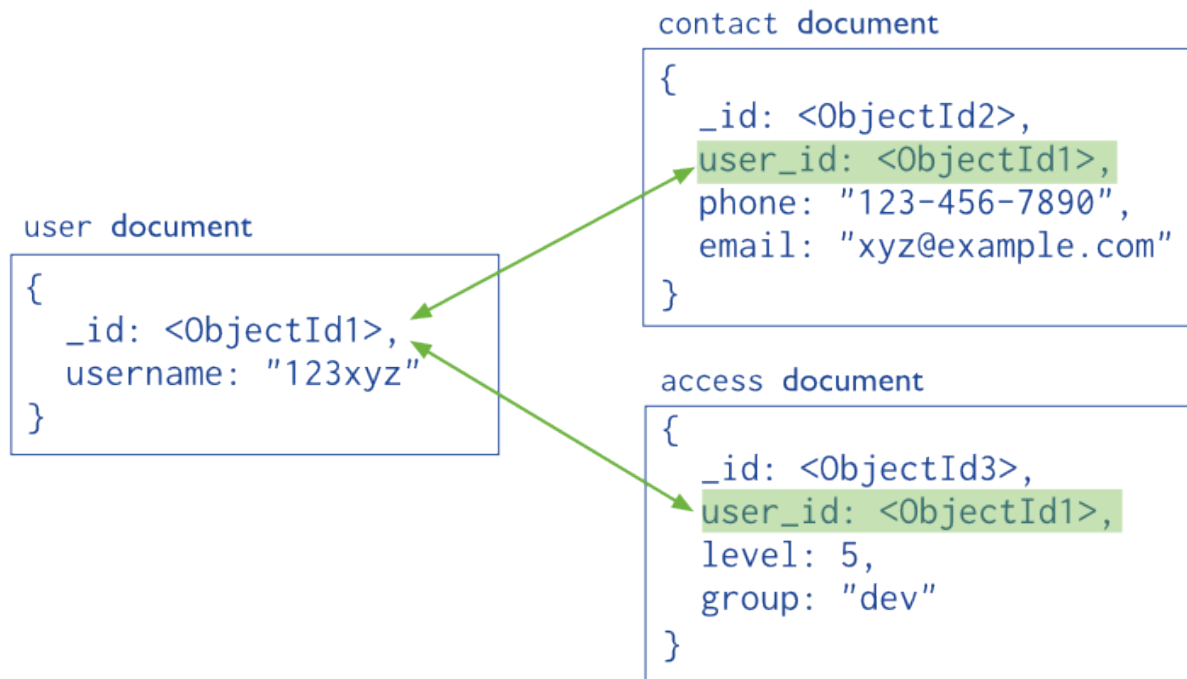 user document
{
_id: <ObjectId1>,
username: "123xyz"
}
contact document
{
_id: <ObjectId2>,
user_id: <ObjectId1>,
phone: "123-456-7890",
email: "xyz@example.com"
}
access document
{
_id: <ObjectId3>,
user_id: <ObjectId1>,
level: 5,
group: "dev"
}